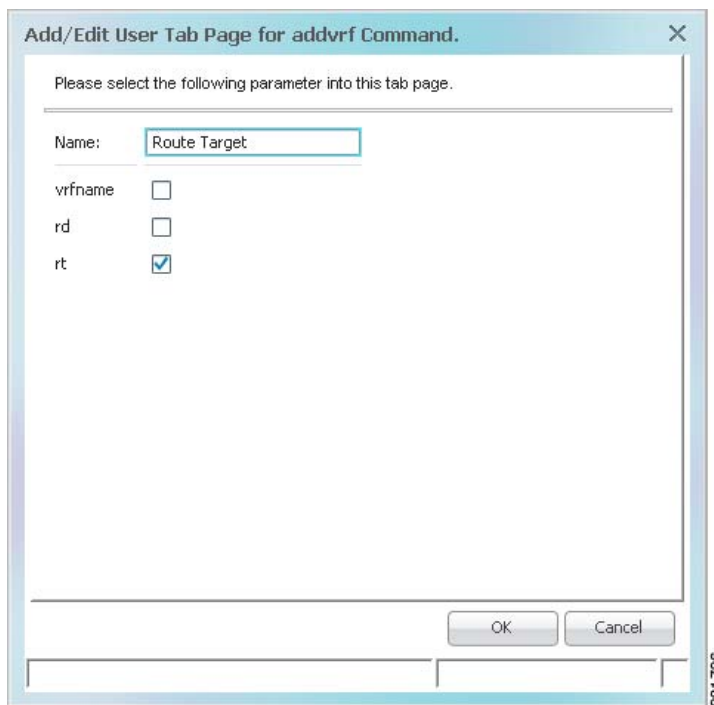 Add/Edit User Tab Page for addvrf Command.
Please select the following parameter into this tab page.
Name: Route Target
vrfname
rd
rt
OK Cancel